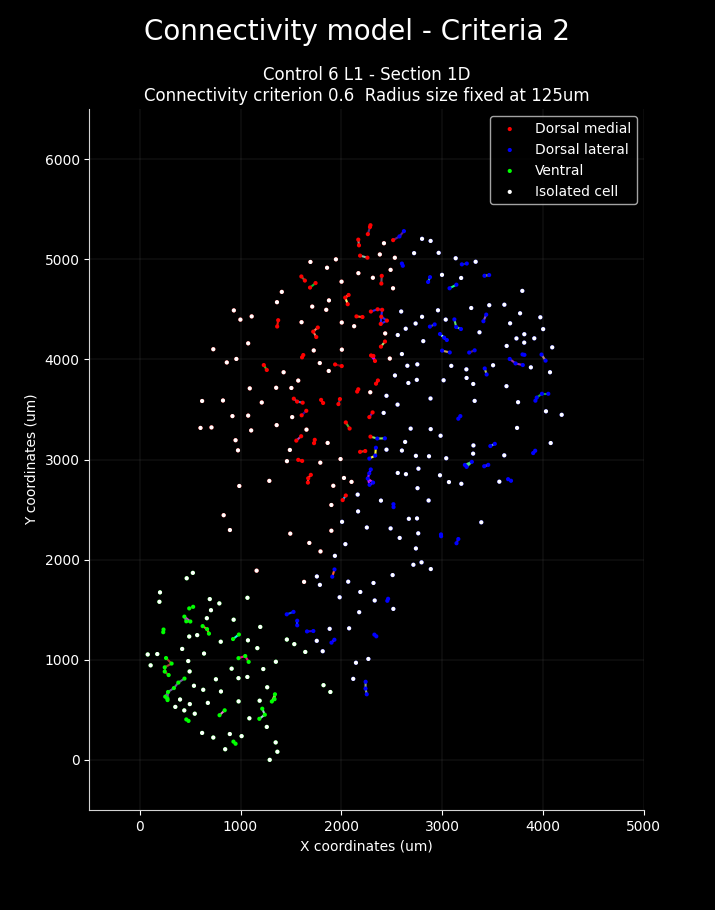 Connectivity model - Criteria 2
Control 6 L1 - Section 1D
Connectivity criterion 0.6  Radius size fixed at 125um
Dorsal medial
Dorsal lateral
Ventral
Isolated cell
6000
5000
4000
3000
2000
1000
0
Y coordinates (um)
0 1000 2000 3000 4000 5000
X coordinates (um)